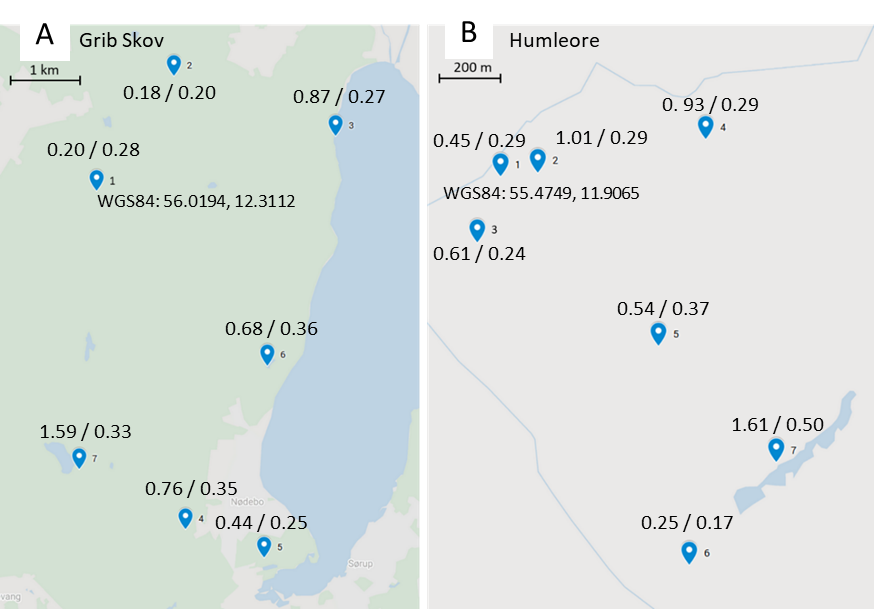 A
Grib Skov
1 km
2
0.18 / 0.20
0.87 / 0.27
3
0.20 / 0.28
1
WGS84: 56.0194, 12.3112
0.68 / 0.36
6
1.59 / 0.33
7
0.76 / 0.35
Nødebo
4
0.44 / 0.25
5
Sørup
vang
B
Humleore
200 m
0. 93 / 0.29
4
0.45 / 0.29
1.01 / 0.29
1
2
WGS84: 55.4749, 11.9065
3
0.61 / 0.24
0.54 / 0.37
5
1.61 / 0.50
7
0.25 / 0.17
6